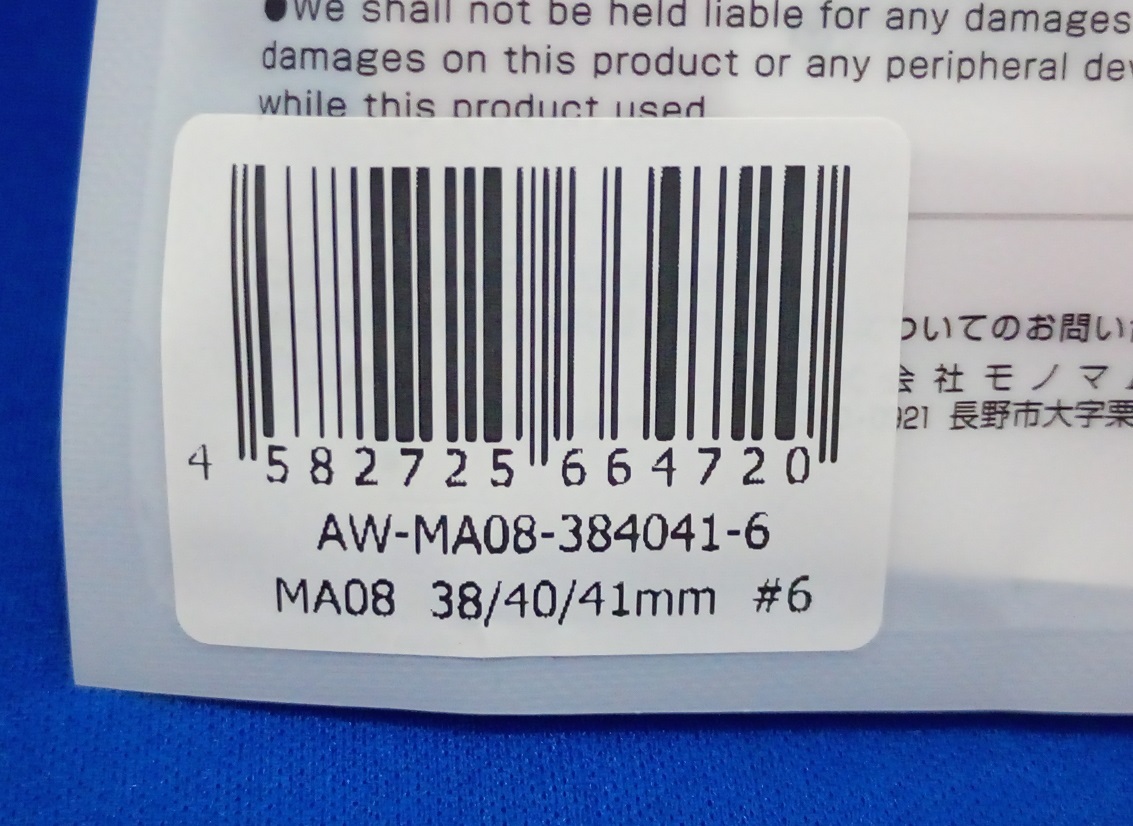 ●We shall not be held liable for any damages
damages on this product or any peripheral
while this product used
4 582725 664720
AW-MA08-384041-6
MA08 38/40/41mm #6
ついてのお問い
会社モノマ
921 長野市大字栗